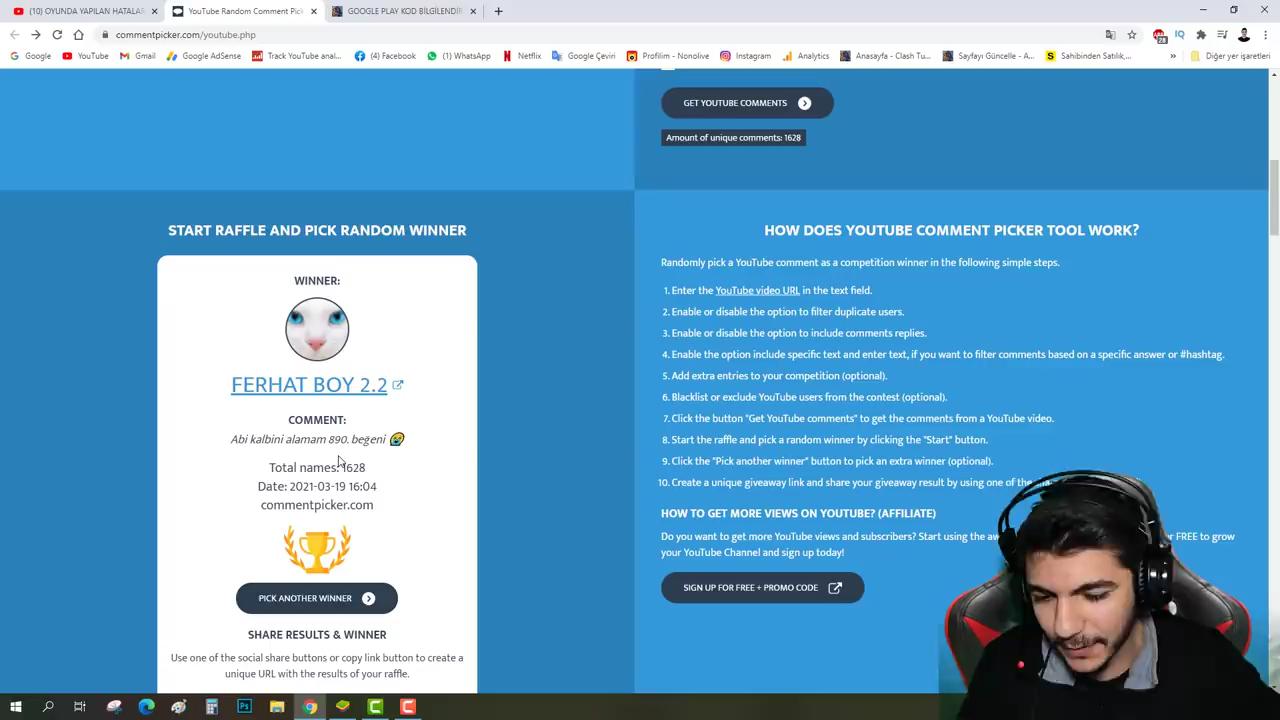 (10) OYUNDA YAPILAN HATALAR
YouTube Random Comment Pick
GOOGLE PLAY KOD BİLGİLENDİR
commentpicker.com/youtube.php
28
IQ
Google
YouTube
Gmail
Google AdSense
Track YouTube anal...
(4) Facebook
(1) WhatsApp
Netflix
Google Çeviri
Profilim - Nonolive
Instagram
Analytics
Anasayfa - Clash Tu...
Sayfayı Güncelle - A...
Sahibinden Satılık,...
»
Diğer yer işaretleri
GET YOUTUBE COMMENTS
Amount of unique comments: 1628
START RAFFLE AND PICK RANDOM WINNER
WINNER:
FERHAT BOY 2.2
COMMENT:
Abi kalbini alamam 890. begeni 😢
Total names: 1628
Date: 2021-03-19 16:04
commentpicker.com
PICK ANOTHER WINNER
SHARE RESULTS & WINNER
Use one of the social share buttons or copy link button to create a
unique URL with the results of your raffle.
HOW DOES YOUTUBE COMMENT PICKER TOOL WORK?
Randomly pick a YouTube comment as a competition winner in the following simple steps.
1. Enter the YouTube video URL in the text field.
2. Enable or disable the option to filter duplicate users.
3. Enable or disable the option to include comments replies.
4. Enable the option include specific text and enter text, if you want to filter comments based on a specific answer or #hashtag.
5. Add extra entries to your competition (optional).
6. Blacklist or exclude YouTube users from the contest (optional).
7. Click the button "Get YouTube comments" to get the comments from a YouTube video.
8. Start the raffle and pick a random winner by clicking the "Start" button.
9. Click the "Pick another winner" button to pick an extra winner (optional).
10. Create a unique giveaway link and share your giveaway result by using one of the
HOW TO GET MORE VIEWS ON YOUTUBE? (AFFILIATE)
Do you want to get more YouTube views and subscribers? Start using the FREE to grow
your YouTube Channel and sign up today!
SIGN UP FOR FREE + PROMO CODE